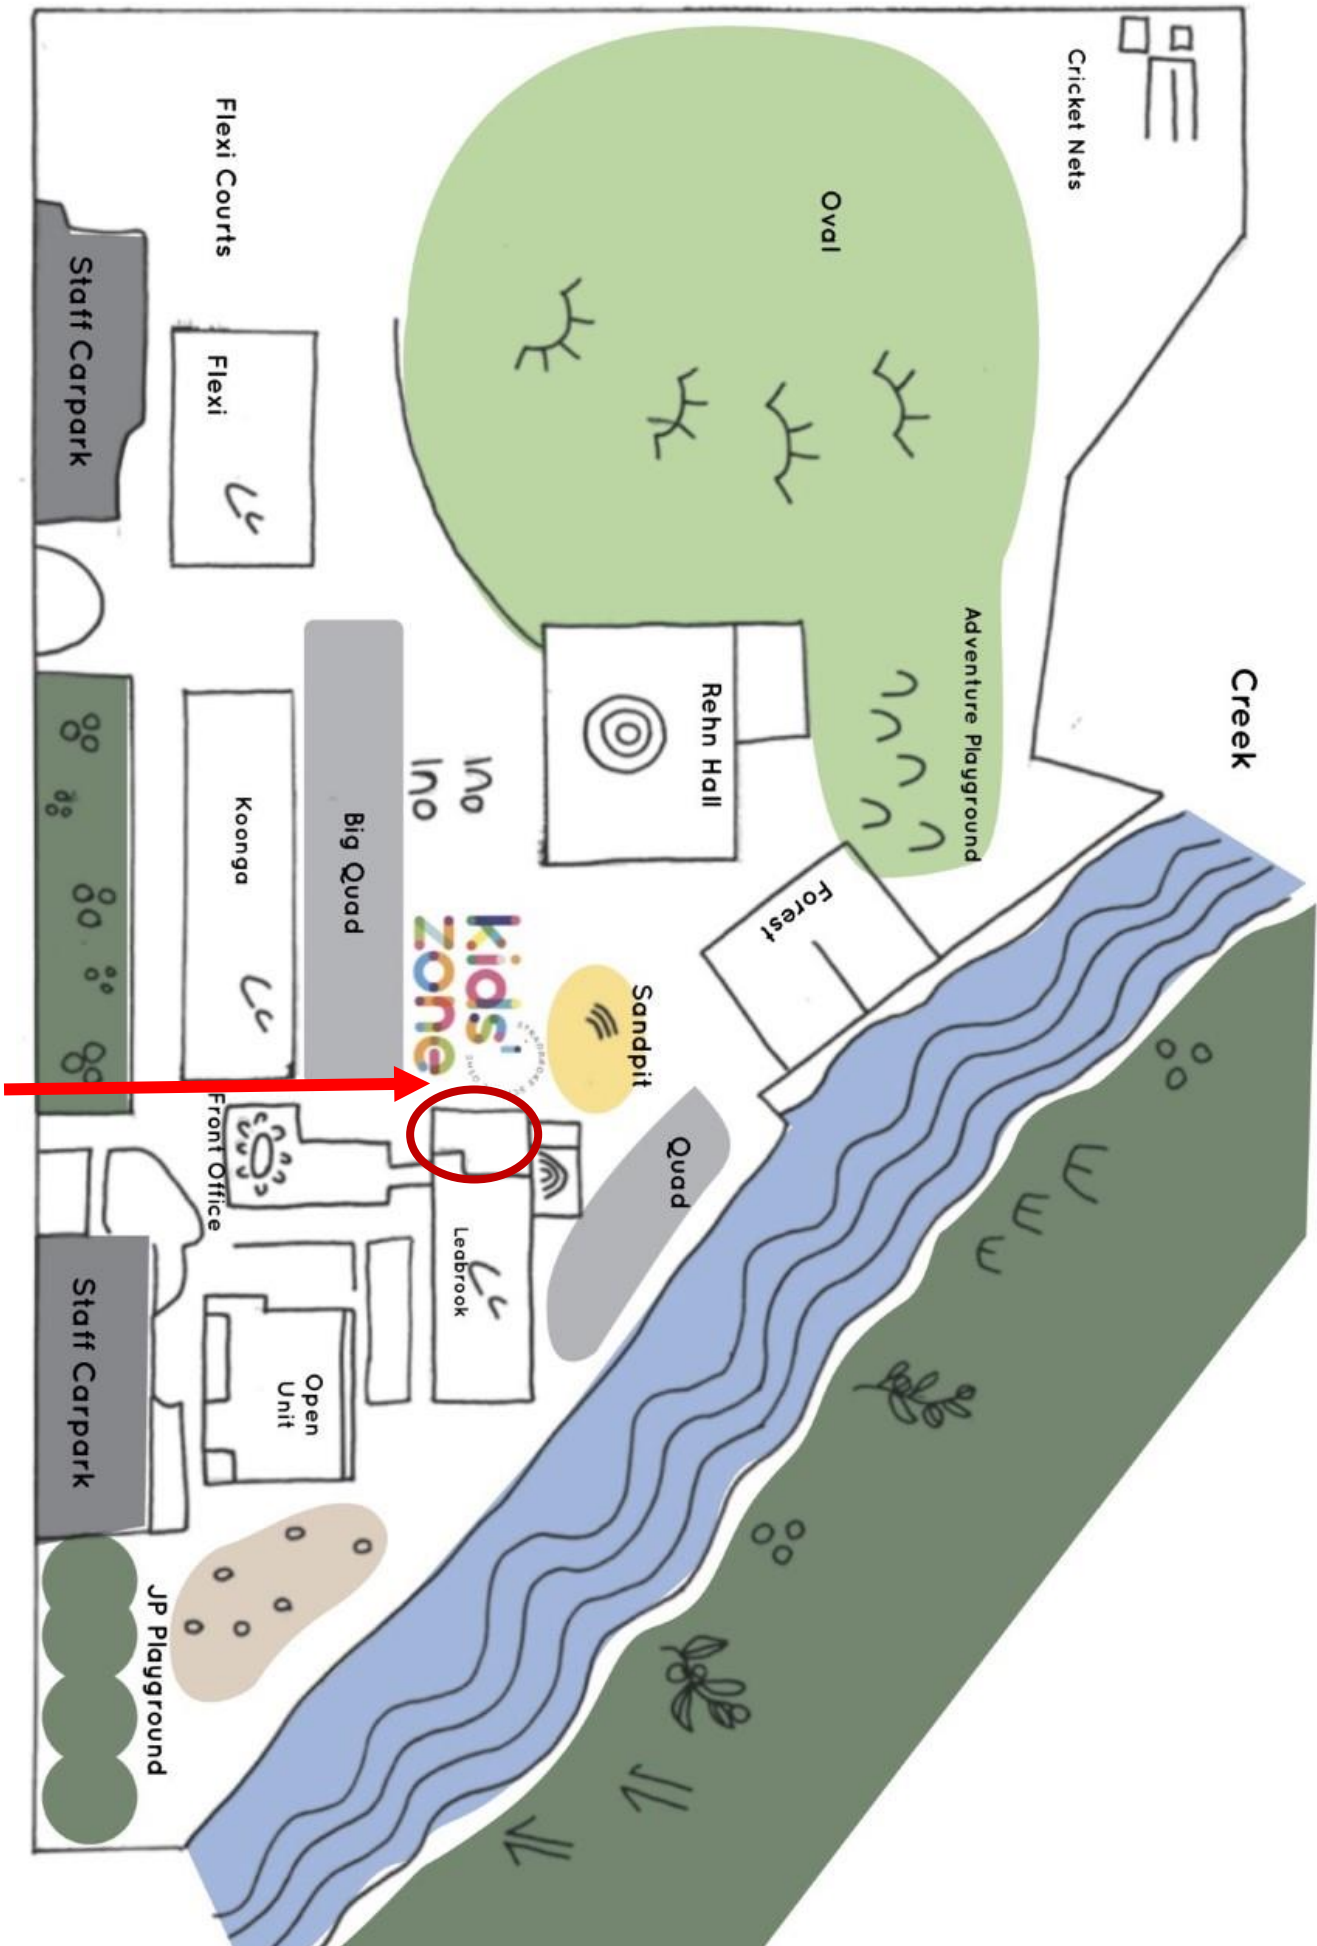 Cricket Nets
Flexi Courts
Oval
Staff Carpark
Flexi
Adventure Playground
Creek
Rehn Hall
Koonga
Big Quad
Forest
kids'
zone
Sandpit
Front Office
Quad
Leabrook
Staff Carpark
Open
Unit
JP Playground